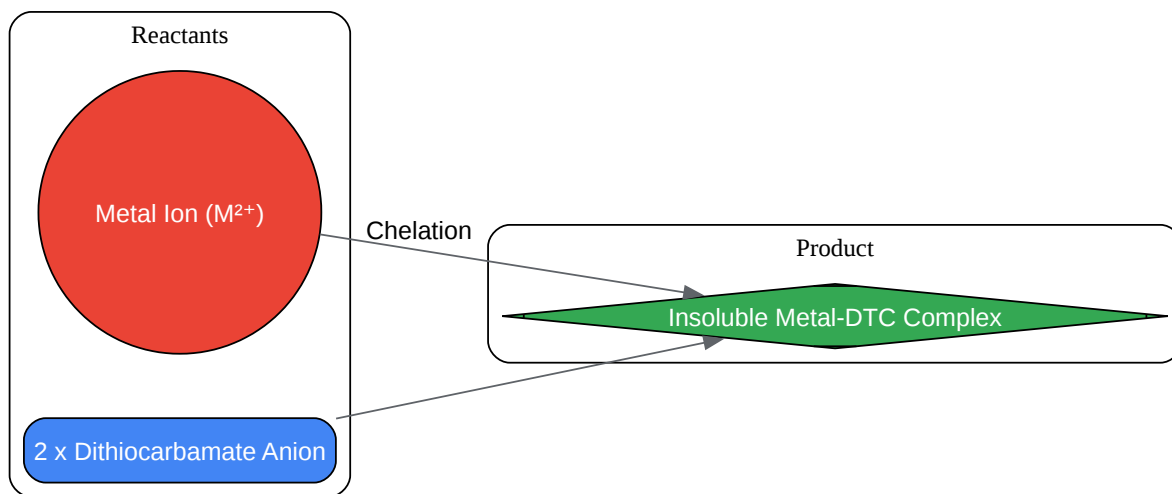 Reactants
Metal Ion (M²⁺)
Chelation
Product
Insoluble Metal-DTC Complex
2 x Dithiocarbamate Anion